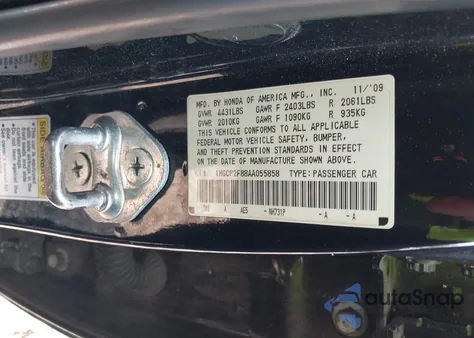 MFD. BY HONDA OF AMERICA MFG., INC. 11/'09
GVWR 4431LBS GAWR F 2403LBS R 2061LBS
GVWR 2010KG GAWR F 1090KG R 935KG
THIS VEHICLE CONFORMS TO ALL APPLICABLE
FEDERAL MOTOR VEHICLE SAFETY, BUMPER,
AND THEFT PREVENTION STANDARDS IN EFFECT
ON THE DATE OF MANUFACTURE SHOWN ABOVE.
V.I.N. 1HGCP2F88AA055858 TYPE: PASSENGER CAR
A AE5 NH731P - A - A
SIDE
autoSnap